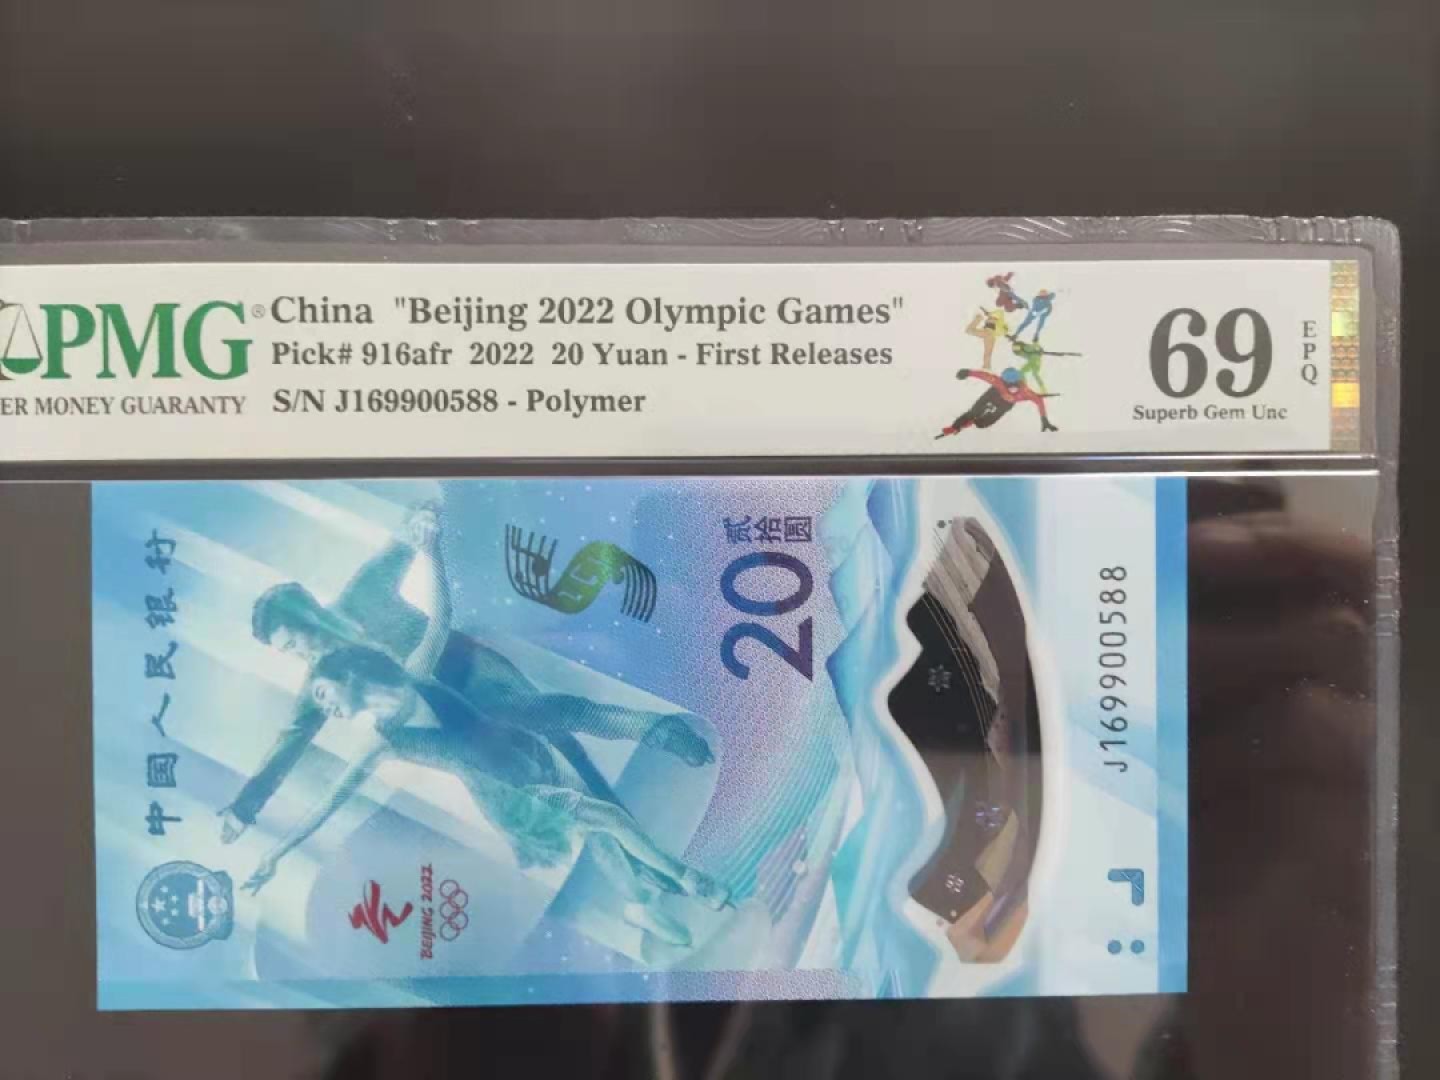 PMG® China "Beijing 2022 Olympic Games"
Pick# 916afr 2022 20 Yuan - First Releases
ER MONEY GUARANTY S/N J169900588 - Polymer
69 EPQ
Superb Gem Unc
中国人民银行
BEIJING 2022
贰拾圆
20
J169900588